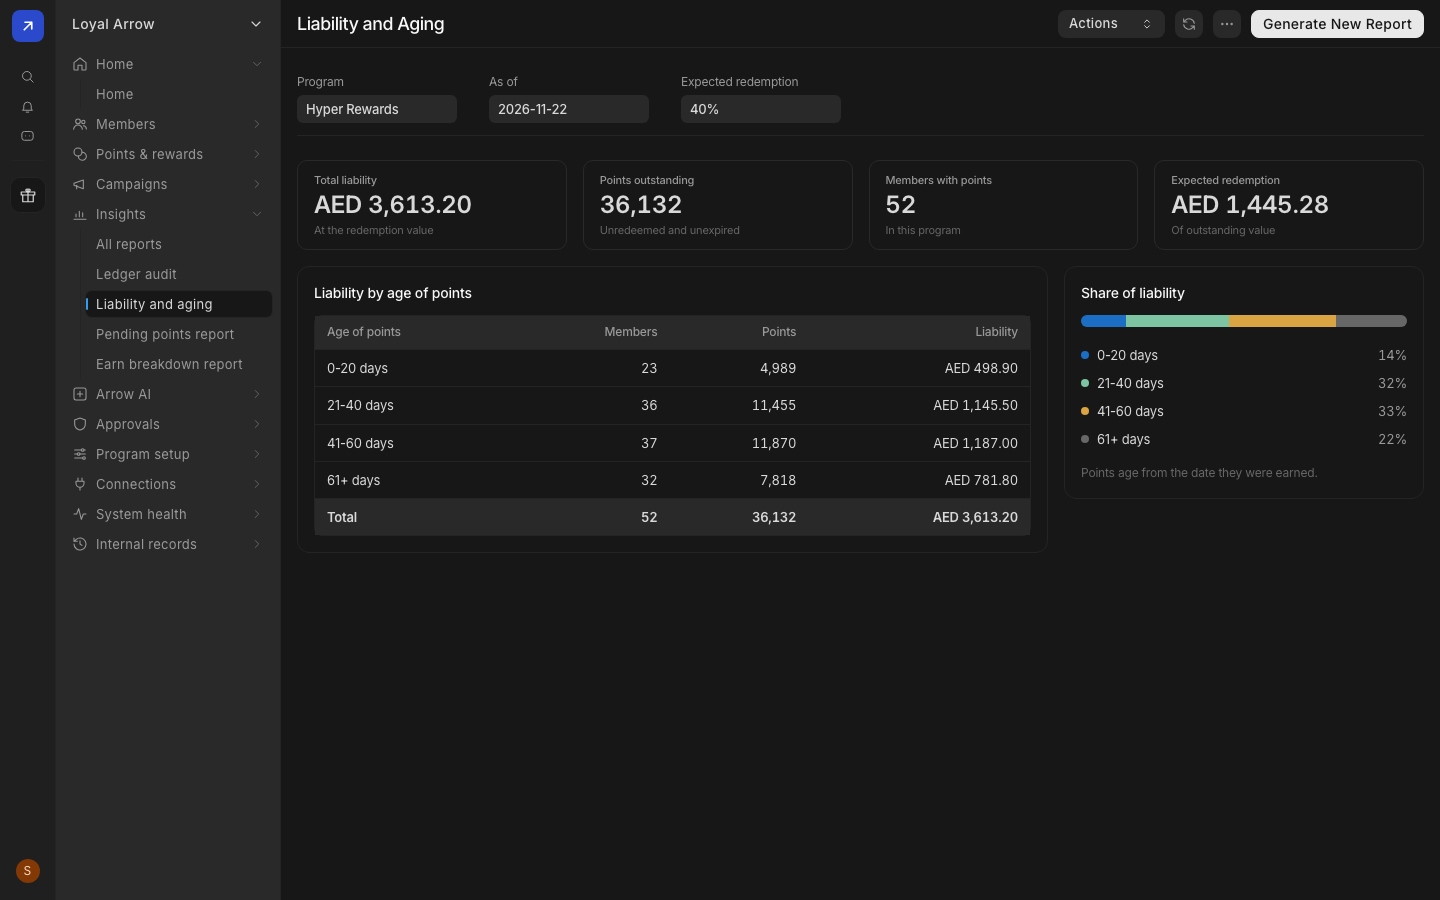 Loyal Arrow
Home
Home
Members
Points & rewards
Campaigns
Insights
All reports
Ledger audit
Liability and aging
Pending points report
Earn breakdown report
Arrow AI
Approvals
Program setup
Connections
System health
Internal records
S
Liability and Aging
Actions
Generate New Report
Program
As of
Expected redemption
Hyper Rewards
2026-11-22
40%
Total liability
AED 3,613.20
At the redemption value
Points outstanding
36,132
Unredeemed and unexpired
Members with points
52
In this program
Expected redemption
AED 1,445.28
Of outstanding value
Liability by age of points
Age of points Members Points Liability
0-20 days 23 4,989 AED 498.90
21-40 days 36 11,455 AED 1,145.50
41-60 days 37 11,870 AED 1,187.00
61+ days 32 7,818 AED 781.80
Total 52 36,132 AED 3,613.20
Share of liability
0-20 days 14%
21-40 days 32%
41-60 days 33%
61+ days 22%
Points age from the date they were earned.